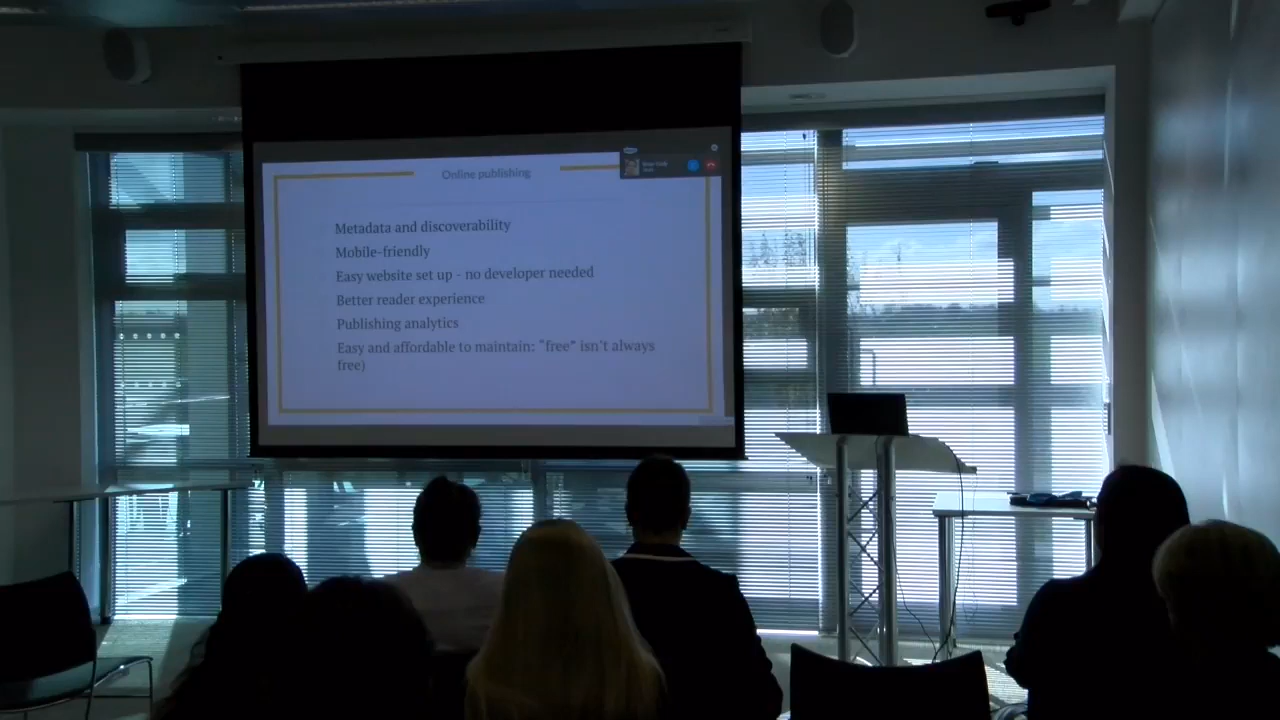 Online publishing
Metadata and discoverability
Mobile-friendly
Easy website set up - no developer needed
Better reader experience
Publishing analytics
Easy and affordable to maintain: "free" isn't always
free)